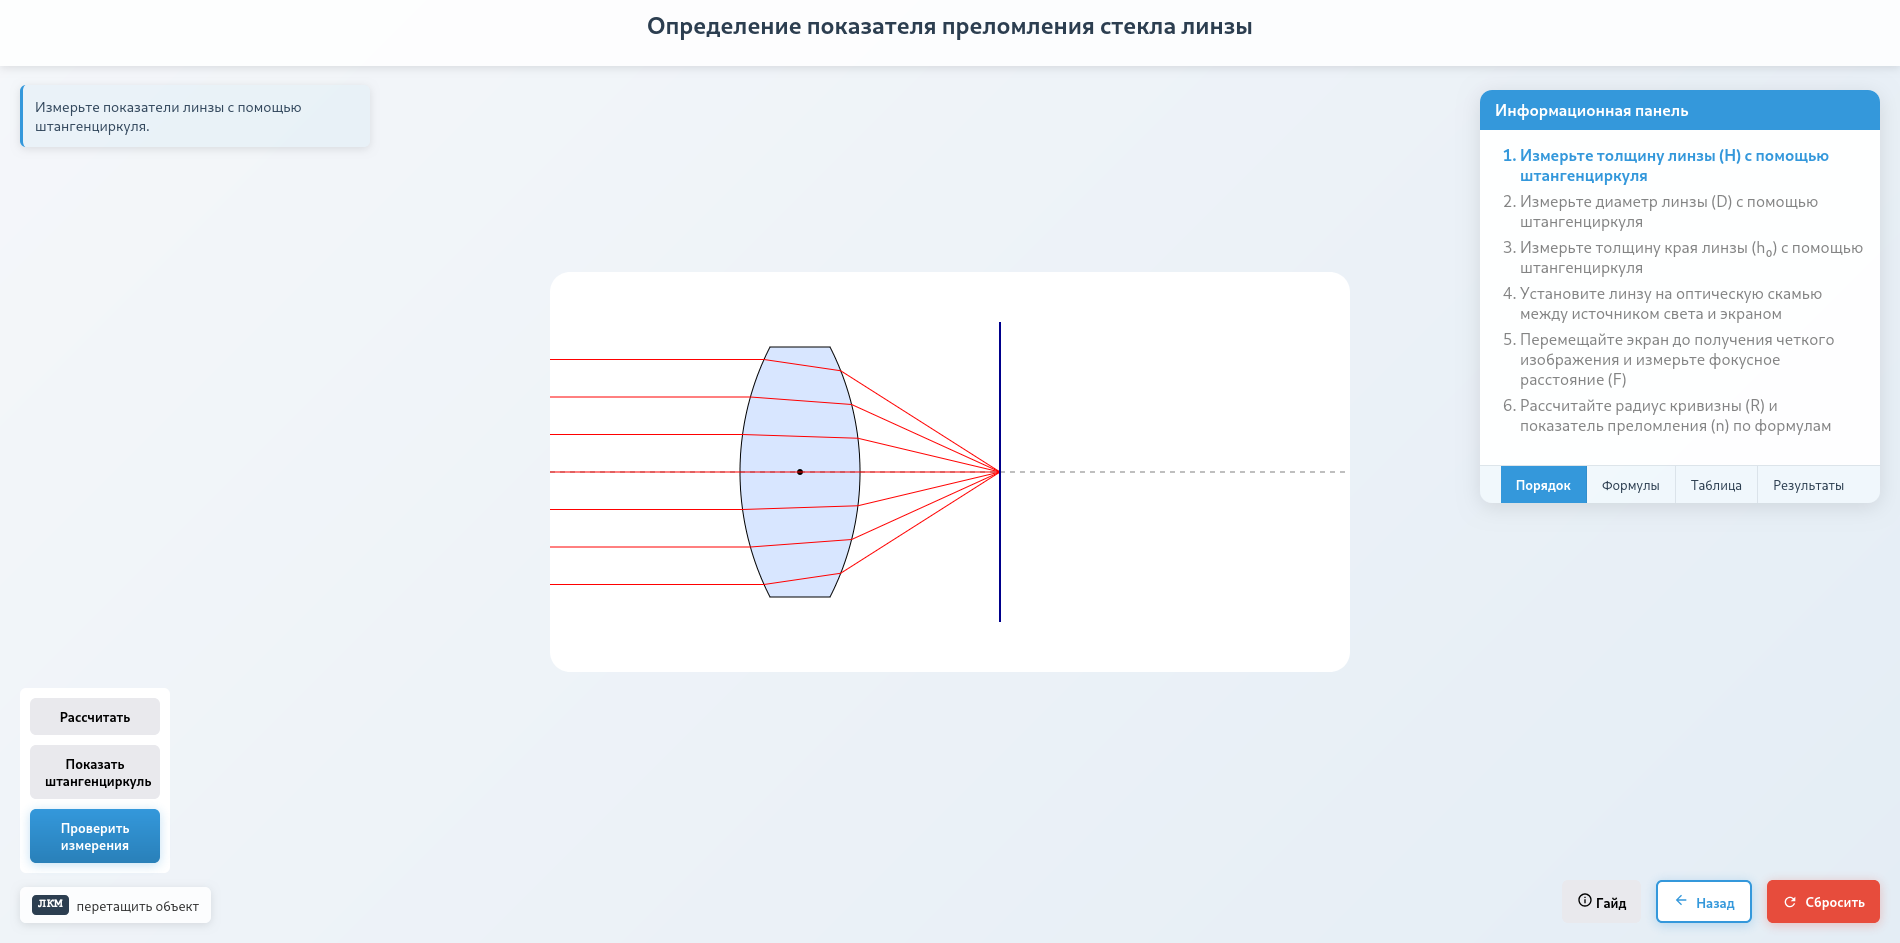 Определение показателя преломления стекла линзы
Измерьте показатели линзы с помощью
штангенциркуля.
Информационная панель
1. Измерьте толщину линзы (H) с помощью
штангенциркуля
2. Измерьте диаметр линзы (D) с помощью
штангенциркуля
3. Измерьте толщину края линзы (h₀) с помощью
штангенциркуля
4. Установите линзу на оптическую скамью
между источником света и экраном
5. Перемещайте экран до получения четкого
изображения и измерьте фокусное
расстояние (F)
6. Рассчитайте радиус кривизны (R) и
показатель преломления (n) по формулам
Порядок Формулы Таблица Результаты
Рассчитать
Показать
штангенциркуль
Проверить
измерения
ЛКМ перетащить объект
Гайд Назад Сбросить